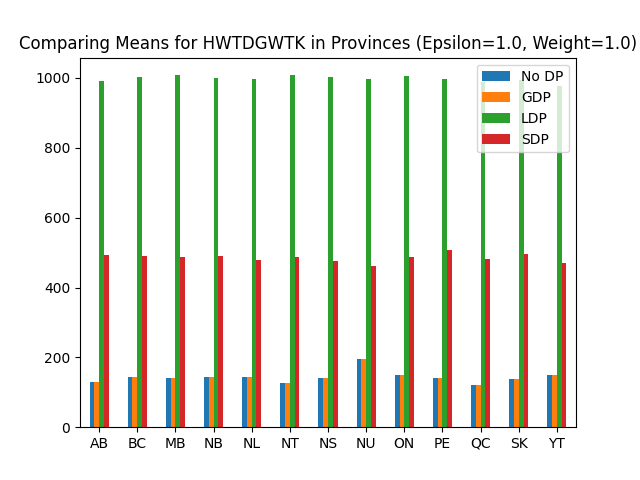 Comparing Means for HWTDGWTK in Provinces (Epsilon=1.0, Weight=1.0)
No DP
GDP
LDP
SDP
1000
800
600
400
200
0
AB BC MB NB NL NT NS NU ON PE QC SK YT